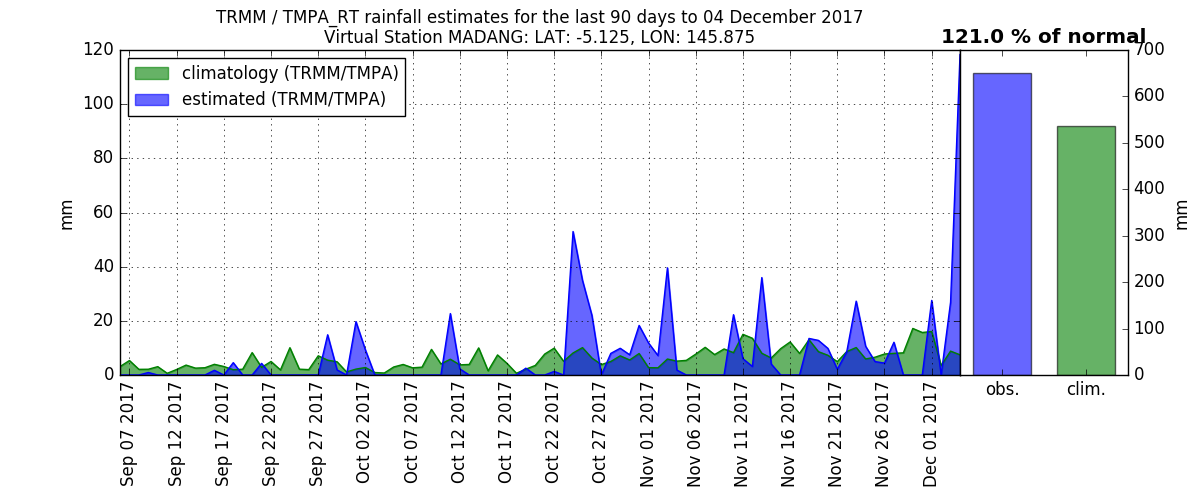 TRMM / TMPA_RT rainfall estimates for the last 90 days to 04 December 2017
Virtual Station MADANG: LAT: -5.125, LON: 145.875
121.0 % of normal
climatology (TRMM/TMPA)
estimated (TRMM/TMPA)
mm
120
100
80
60
40
20
0
Sep 07 2017
Sep 12 2017
Sep 17 2017
Sep 22 2017
Sep 27 2017
Oct 02 2017
Oct 07 2017
Oct 12 2017
Oct 17 2017
Oct 22 2017
Oct 27 2017
Nov 01 2017
Nov 06 2017
Nov 11 2017
Nov 16 2017
Nov 21 2017
Nov 26 2017
Dec 01 2017
obs.
clim.
700
600
500
400
300
200
100
0
mm